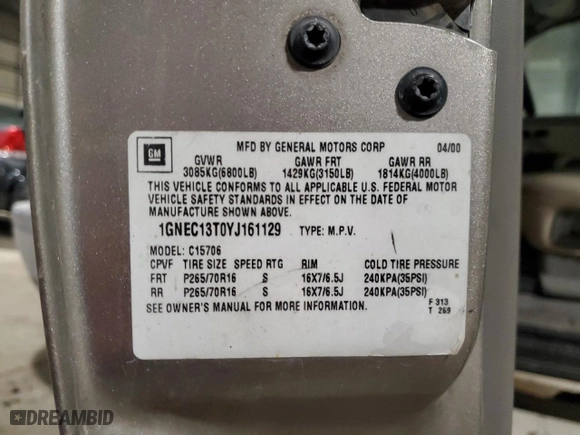 GM
MFD BY GENERAL MOTORS CORP 04/00
GVWR GAWR FRT GAWR RR
3085KG(6800LB) 1429KG(3150LB) 1814KG(4000LB)
THIS VEHICLE CONFORMS TO ALL APPLICABLE U.S. FEDERAL MOTOR
VEHICLE SAFETY STANDARDS IN EFFECT ON THE DATE OF
MANUFACTURE SHOWN ABOVE.
1GNEC13T0YJ161129 TYPE: M.P.V.
MODEL: C15706
CPVF TIRE SIZE SPEED RTG RIM COLD TIRE PRESSURE
FRT P265/70R16 S 16X7/6.5J 240KPA(35PSI)
RR P265/70R16 S 16X7/6.5J 240KPA(35PSI)
SEE OWNER'S MANUAL FOR MORE INFORMATION.
F 313
T 269
DREAMBID